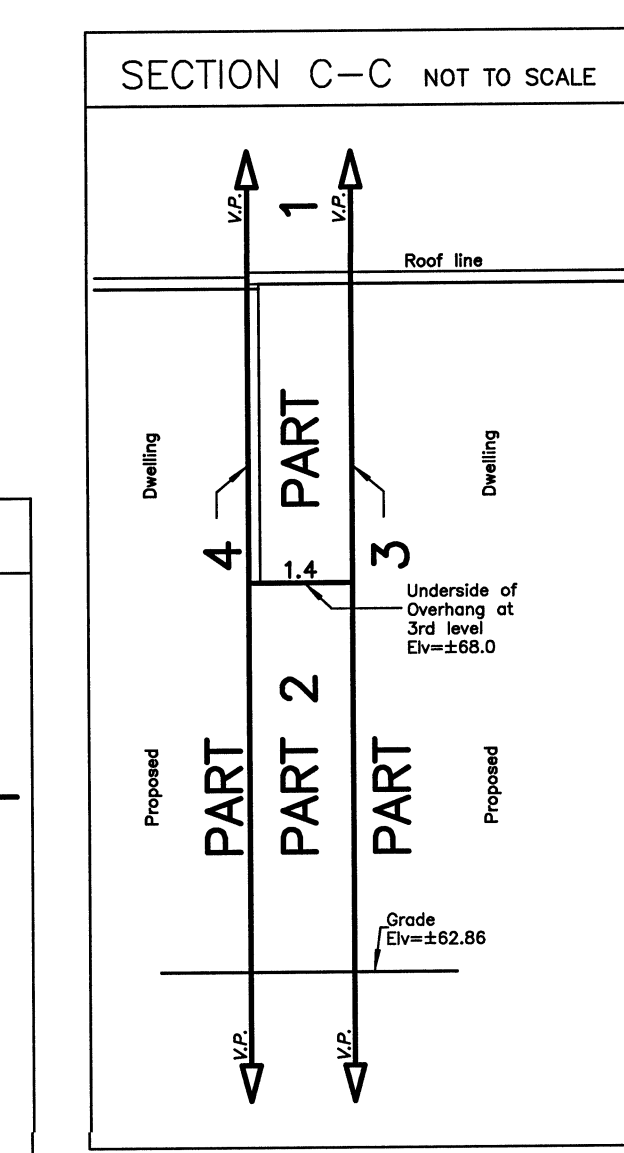 SECTION C-C NOT TO SCALE
V.P.
1
V.P.
Roof line
Dwelling
PART
Dwelling
4
3
1.4
Underside of
Overhang at
3rd level
Elv=±68.0
Proposed
PART
PART 2
PART
Proposed
Grade
Elv=±62.86
V.P.
V.P.